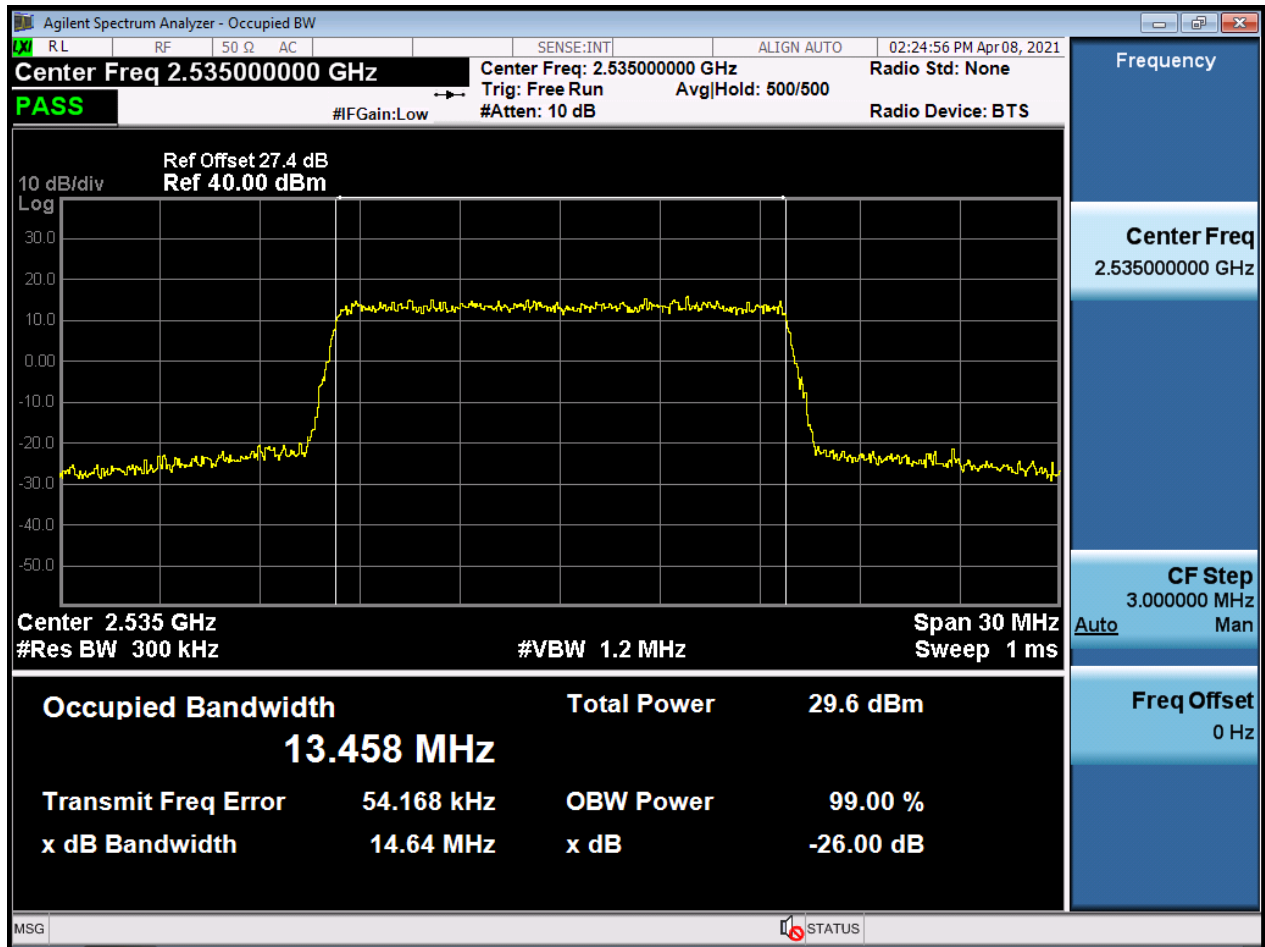 Agilent Spectrum Analyzer - Occupied BW
LXI RL RF 50 Ω AC SENSE:INT ALIGN AUTO 02:24:56 PM Apr 08, 2021
Center Freq 2.535000000 GHz
PASS
#IFGain:Low
Center Freq: 2.535000000 GHz
Trig: Free Run Avg|Hold: 500/500
#Atten: 10 dB
Radio Std: None
Radio Device: BTS
Ref Offset 27.4 dB
10 dB/div Ref 40.00 dBm
Log
30.0
20.0
10.0
0.00
-10.0
-20.0
-30.0
-40.0
-50.0
Center 2.535 GHz Span 30 MHz
#Res BW 300 kHz #VBW 1.2 MHz Sweep 1 ms
Occupied Bandwidth Total Power 29.6 dBm
13.458 MHz
Transmit Freq Error 54.168 kHz OBW Power 99.00 %
x dB Bandwidth 14.64 MHz x dB -26.00 dB
MSG STATUS
Frequency
Center Freq
2.535000000 GHz
CF Step
3.000000 MHz
Auto Man
Freq Offset
0 Hz